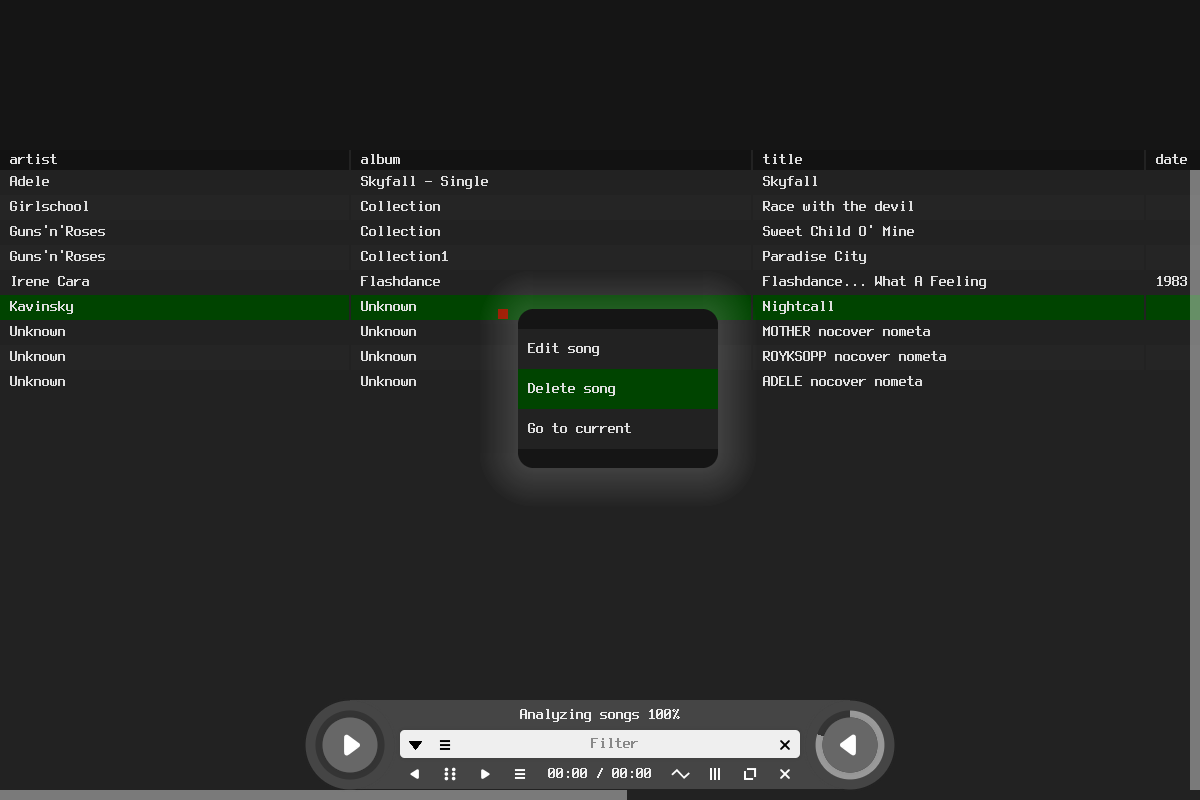 artist album title date
Adele Skyfall - Single Skyfall
Girlschool Collection Race with the devil
Guns'n'Roses Collection Sweet Child O' Mine
Guns'n'Roses Collection1 Paradise City
Irene Cara Flashdance Flashdance... What A Feeling 1983
Kavinsky Unknown Nightcall
Unknown Unknown MOTHER nocover nometa
Unknown Unknown ROYKSOPP nocover nometa
Unknown Unknown ADELE nocover nometa
Edit song
Delete song
Go to current
Analyzing songs 100%
Filter
00:00 / 00:00